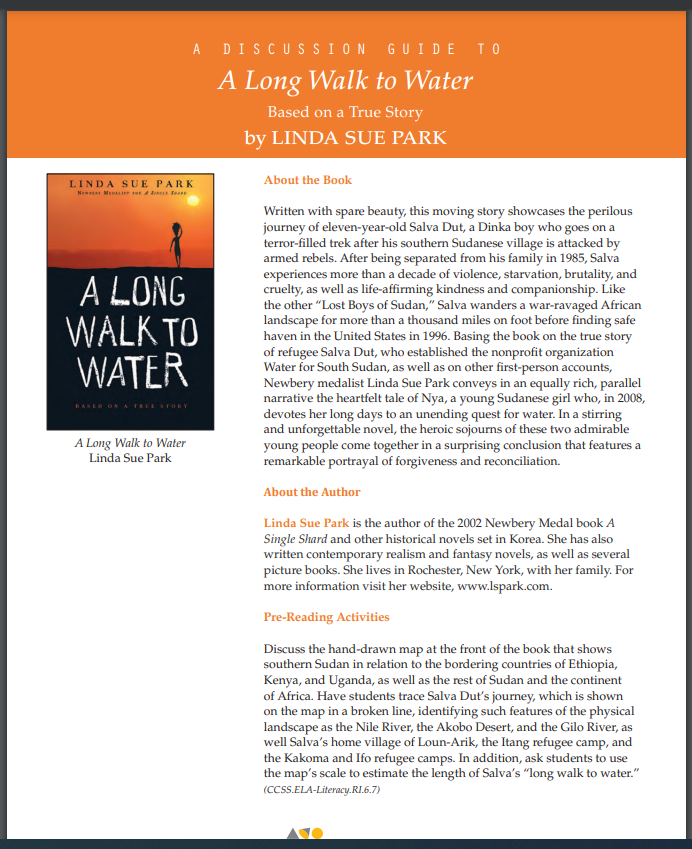 A DISCUSSION GUIDE TO
A Long Walk to Water
Based on a True Story
by LINDA SUE PARK
LINDA SUE PARK
NEWBERY MEDALIST FOR A SINGLE SHARD
A LONG
WALK TO
WATER
BASED ON A TRUE STORY
A Long Walk to Water
Linda Sue Park
About the Book
Written with spare beauty, this moving story showcases the perilous
journey of eleven-year-old Salva Dut, a Dinka boy who goes on a
terror-filled trek after his southern Sudanese village is attacked by
armed rebels. After being separated from his family in 1985, Salva
experiences more than a decade of violence, starvation, brutality, and
cruelty, as well as life-affirming kindness and companionship. Like
the other “Lost Boys of Sudan,” Salva wanders a war-ravaged African
landscape for more than a thousand miles on foot before finding safe
haven in the United States in 1996. Basing the book on the true story
of refugee Salva Dut, who established the nonprofit organization
Water for South Sudan, as well as on other first-person accounts,
Newbery medalist Linda Sue Park conveys in an equally rich, parallel
narrative the heartfelt tale of Nya, a young Sudanese girl who, in 2008,
devotes her long days to an unending quest for water. In a stirring
and unforgettable novel, the heroic sojourns of these two admirable
young people come together in a surprising conclusion that features a
remarkable portrayal of forgiveness and reconciliation.
About the Author
Linda Sue Park is the author of the 2002 Newbery Medal book A
Single Shard and other historical novels set in Korea. She has also
written contemporary realism and fantasy novels, as well as several
picture books. She lives in Rochester, New York, with her family. For
more information visit her website, www.lspark.com.
Pre-Reading Activities
Discuss the hand-drawn map at the front of the book that shows
southern Sudan in relation to the bordering countries of Ethiopia,
Kenya, and Uganda, as well as the rest of Sudan and the continent
of Africa. Have students trace Salva Dut’s journey, which is shown
on the map in a broken line, identifying such features of the physical
landscape as the Nile River, the Akobo Desert, and the Gilo River, as
well Salva’s home village of Loun-Arik, the Itang refugee camp, and
the Kakoma and Ifo refugee camps. In addition, ask students to use
the map’s scale to estimate the length of Salva’s “long walk to water.”
(CCSS.ELA-Literacy.RI.6.7)